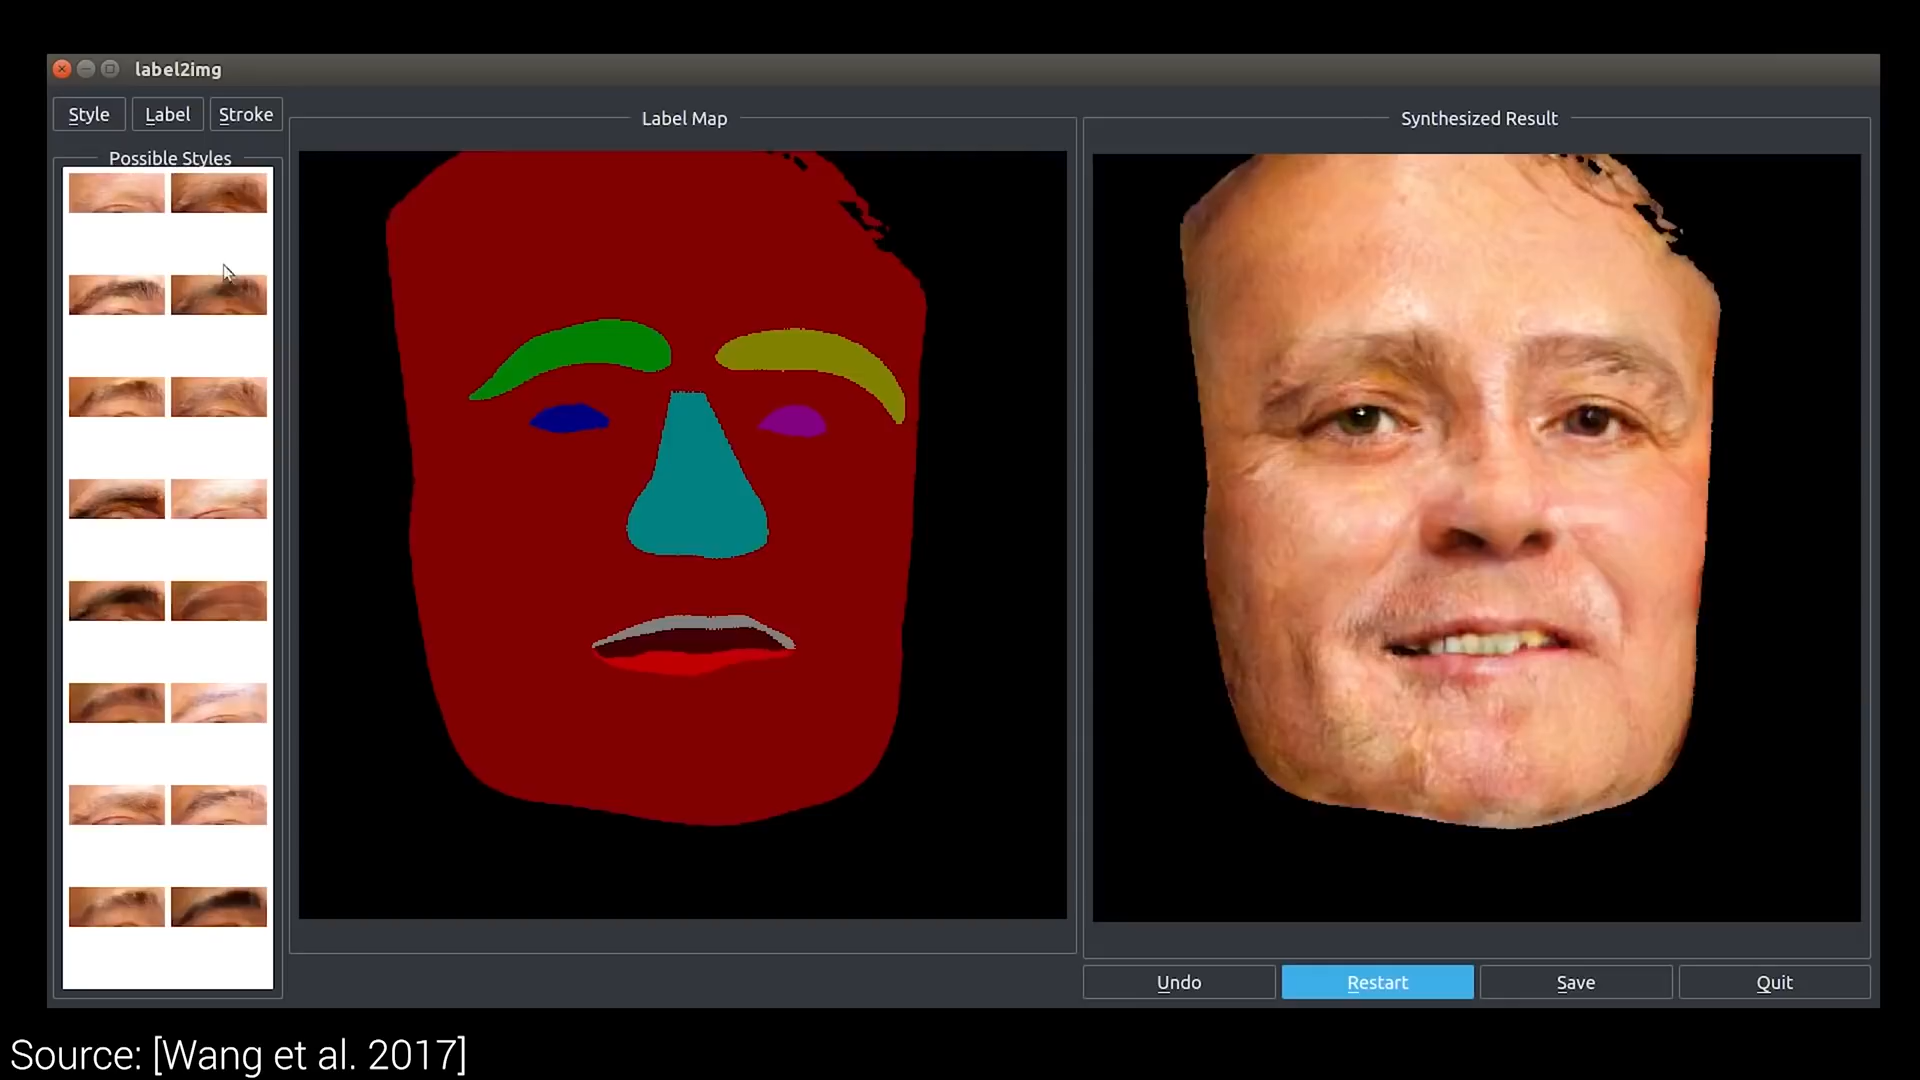 label2img
Style Label Stroke
Possible Styles
Label Map
Synthesized Result
Undo Restart Save Quit
Source: [Wang et al. 2017]